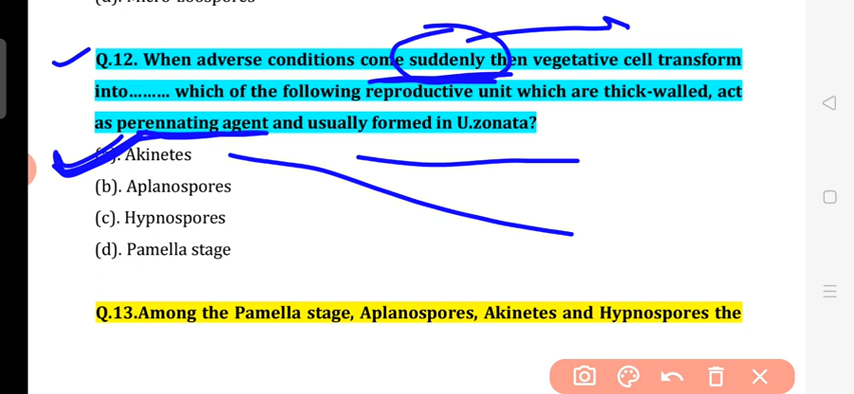 (d). Micro-zoospores
Q.12. When adverse conditions come suddenly then vegetative cell transform
into......... which of the following reproductive unit which are thick-walled, act
as perennating agent and usually formed in U.zonata?
(a). Akinetes
(b). Aplanospores
(c). Hypnospores
(d). Pamella stage
Q.13.Among the Pamella stage, Aplanospores, Akinetes and Hypnospores the